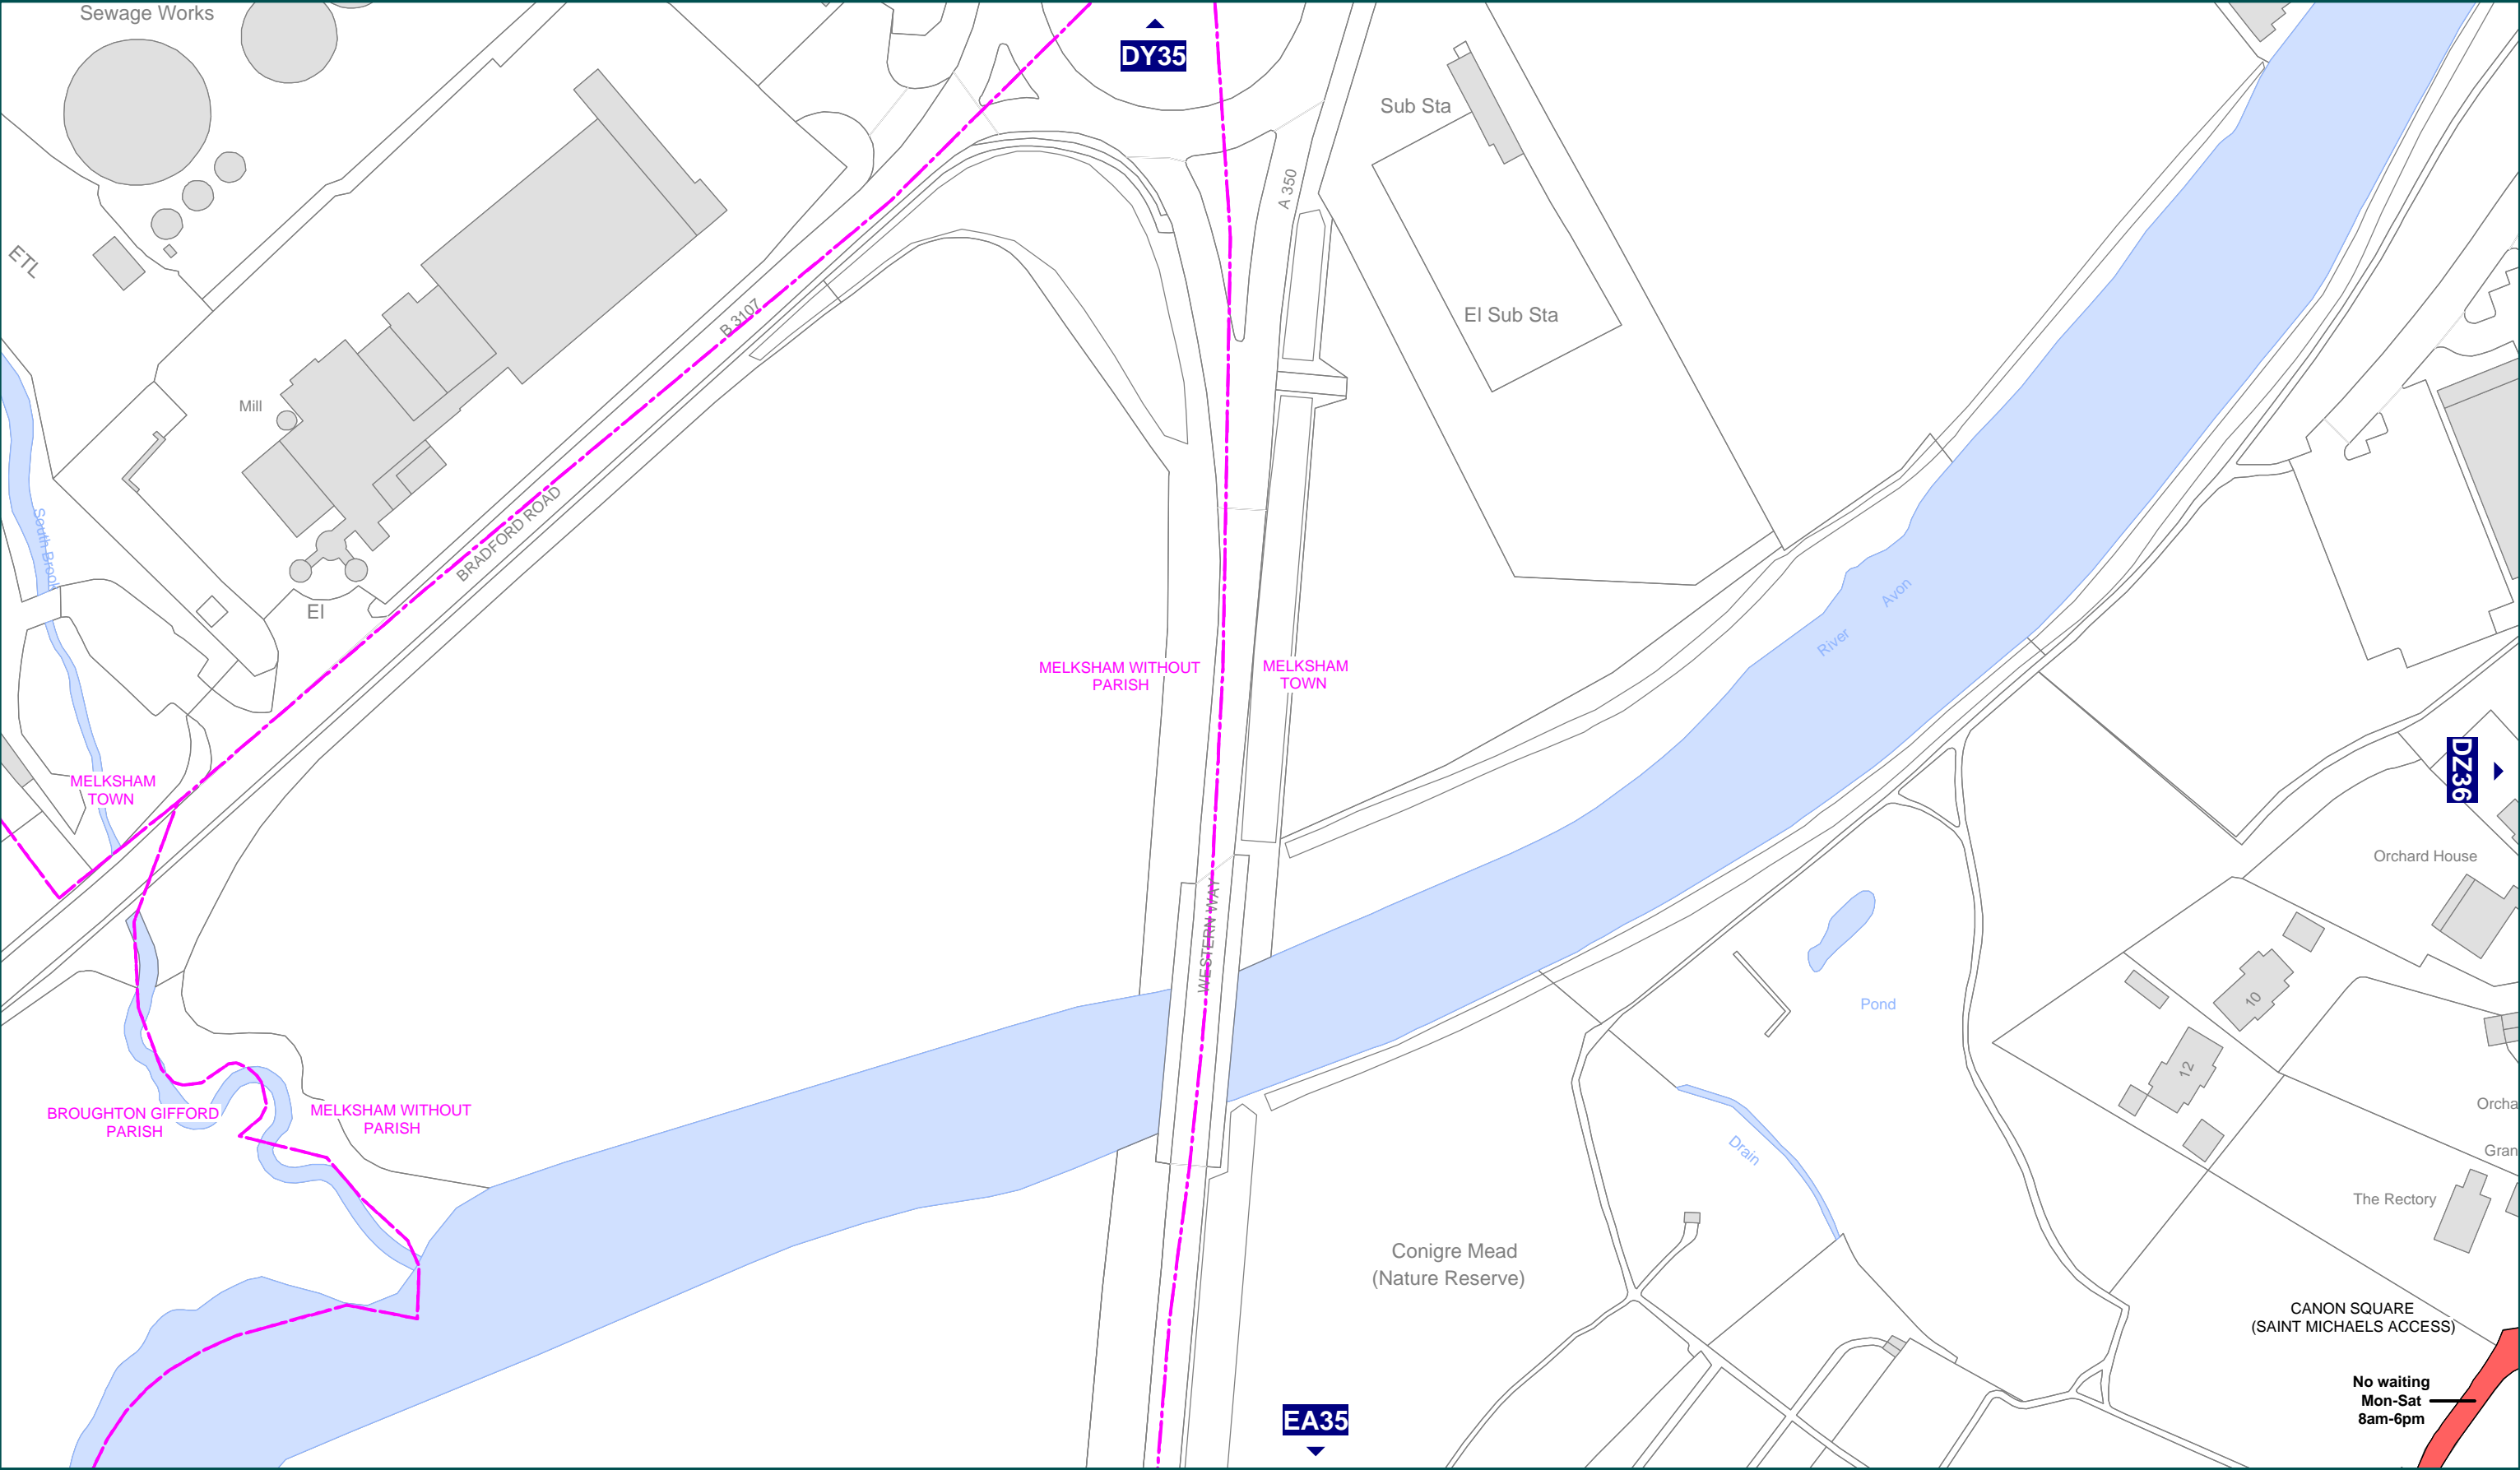 Sewage Works
DY35
Sub Sta
A 350
ETL
B 3107
El Sub Sta
Mill
South Brook
BRADFORD ROAD
El
River Avon
MELKSHAM WITHOUT
PARISH
MELKSHAM
TOWN
MELKSHAM
TOWN
DZ36
Orchard House
WESTERN WAY
Pond
10
12
BROUGHTON GIFFORD
PARISH
MELKSHAM WITHOUT
PARISH
Orcha
Drain
Gran
The Rectory
Conigre Mead
(Nature Reserve)
CANON SQUARE
(SAINT MICHAELS ACCESS)
No waiting
Mon-Sat
8am-6pm
EA35